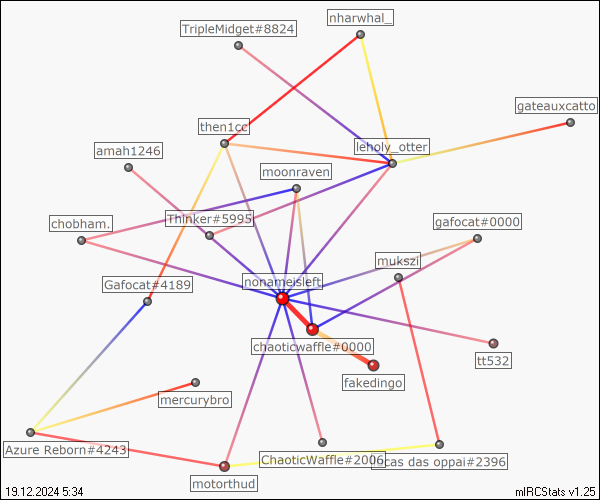 nharwhal_
TripleMidget#8824
gateauxcatto
then1cc
leholy_otter
amah1246
moonraven
chobham.
Thinker#5995
gafocat#0000
mukszi
Gafocat#4189
nonameisleft
chaoticwaffle#0000
tt532
fakedingo
mercurybro
Azure Reborn#4243
ChaoticWaffle#2006
ocas das oppai#2396
motorthud
19.12.2024 5:34
mIRCStats v1.25